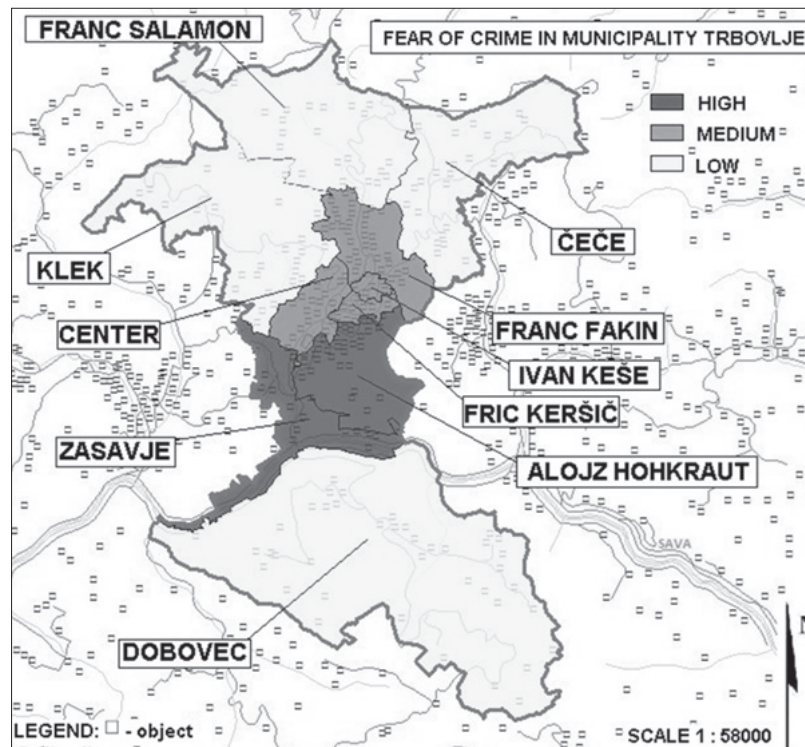 FRANC SALAMON
FEAR OF CRIME IN MUNICIPALITY TRBOVLJE
HIGH
MEDIUM
LOW
ČEČE
KLEK
CENTER
FRANC FAKIN
IVAN KEŠE
FRIC KERŠIČ
ZASAVJE
ALOJZ HOHKRAUT
SAVA
DOBOVEC
N
LEGEND: □ - object
SCALE 1 : 58000